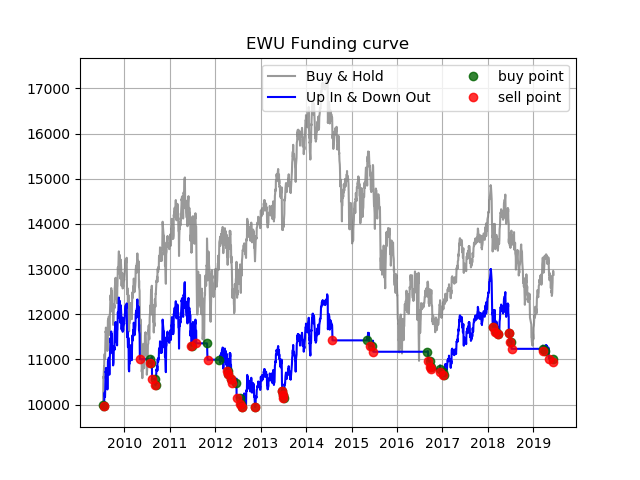 EWU Funding curve
Buy & Hold
Up In & Down Out
buy point
sell point
17000
16000
15000
14000
13000
12000
11000
10000
2010 2011 2012 2013 2014 2015 2016 2017 2018 2019